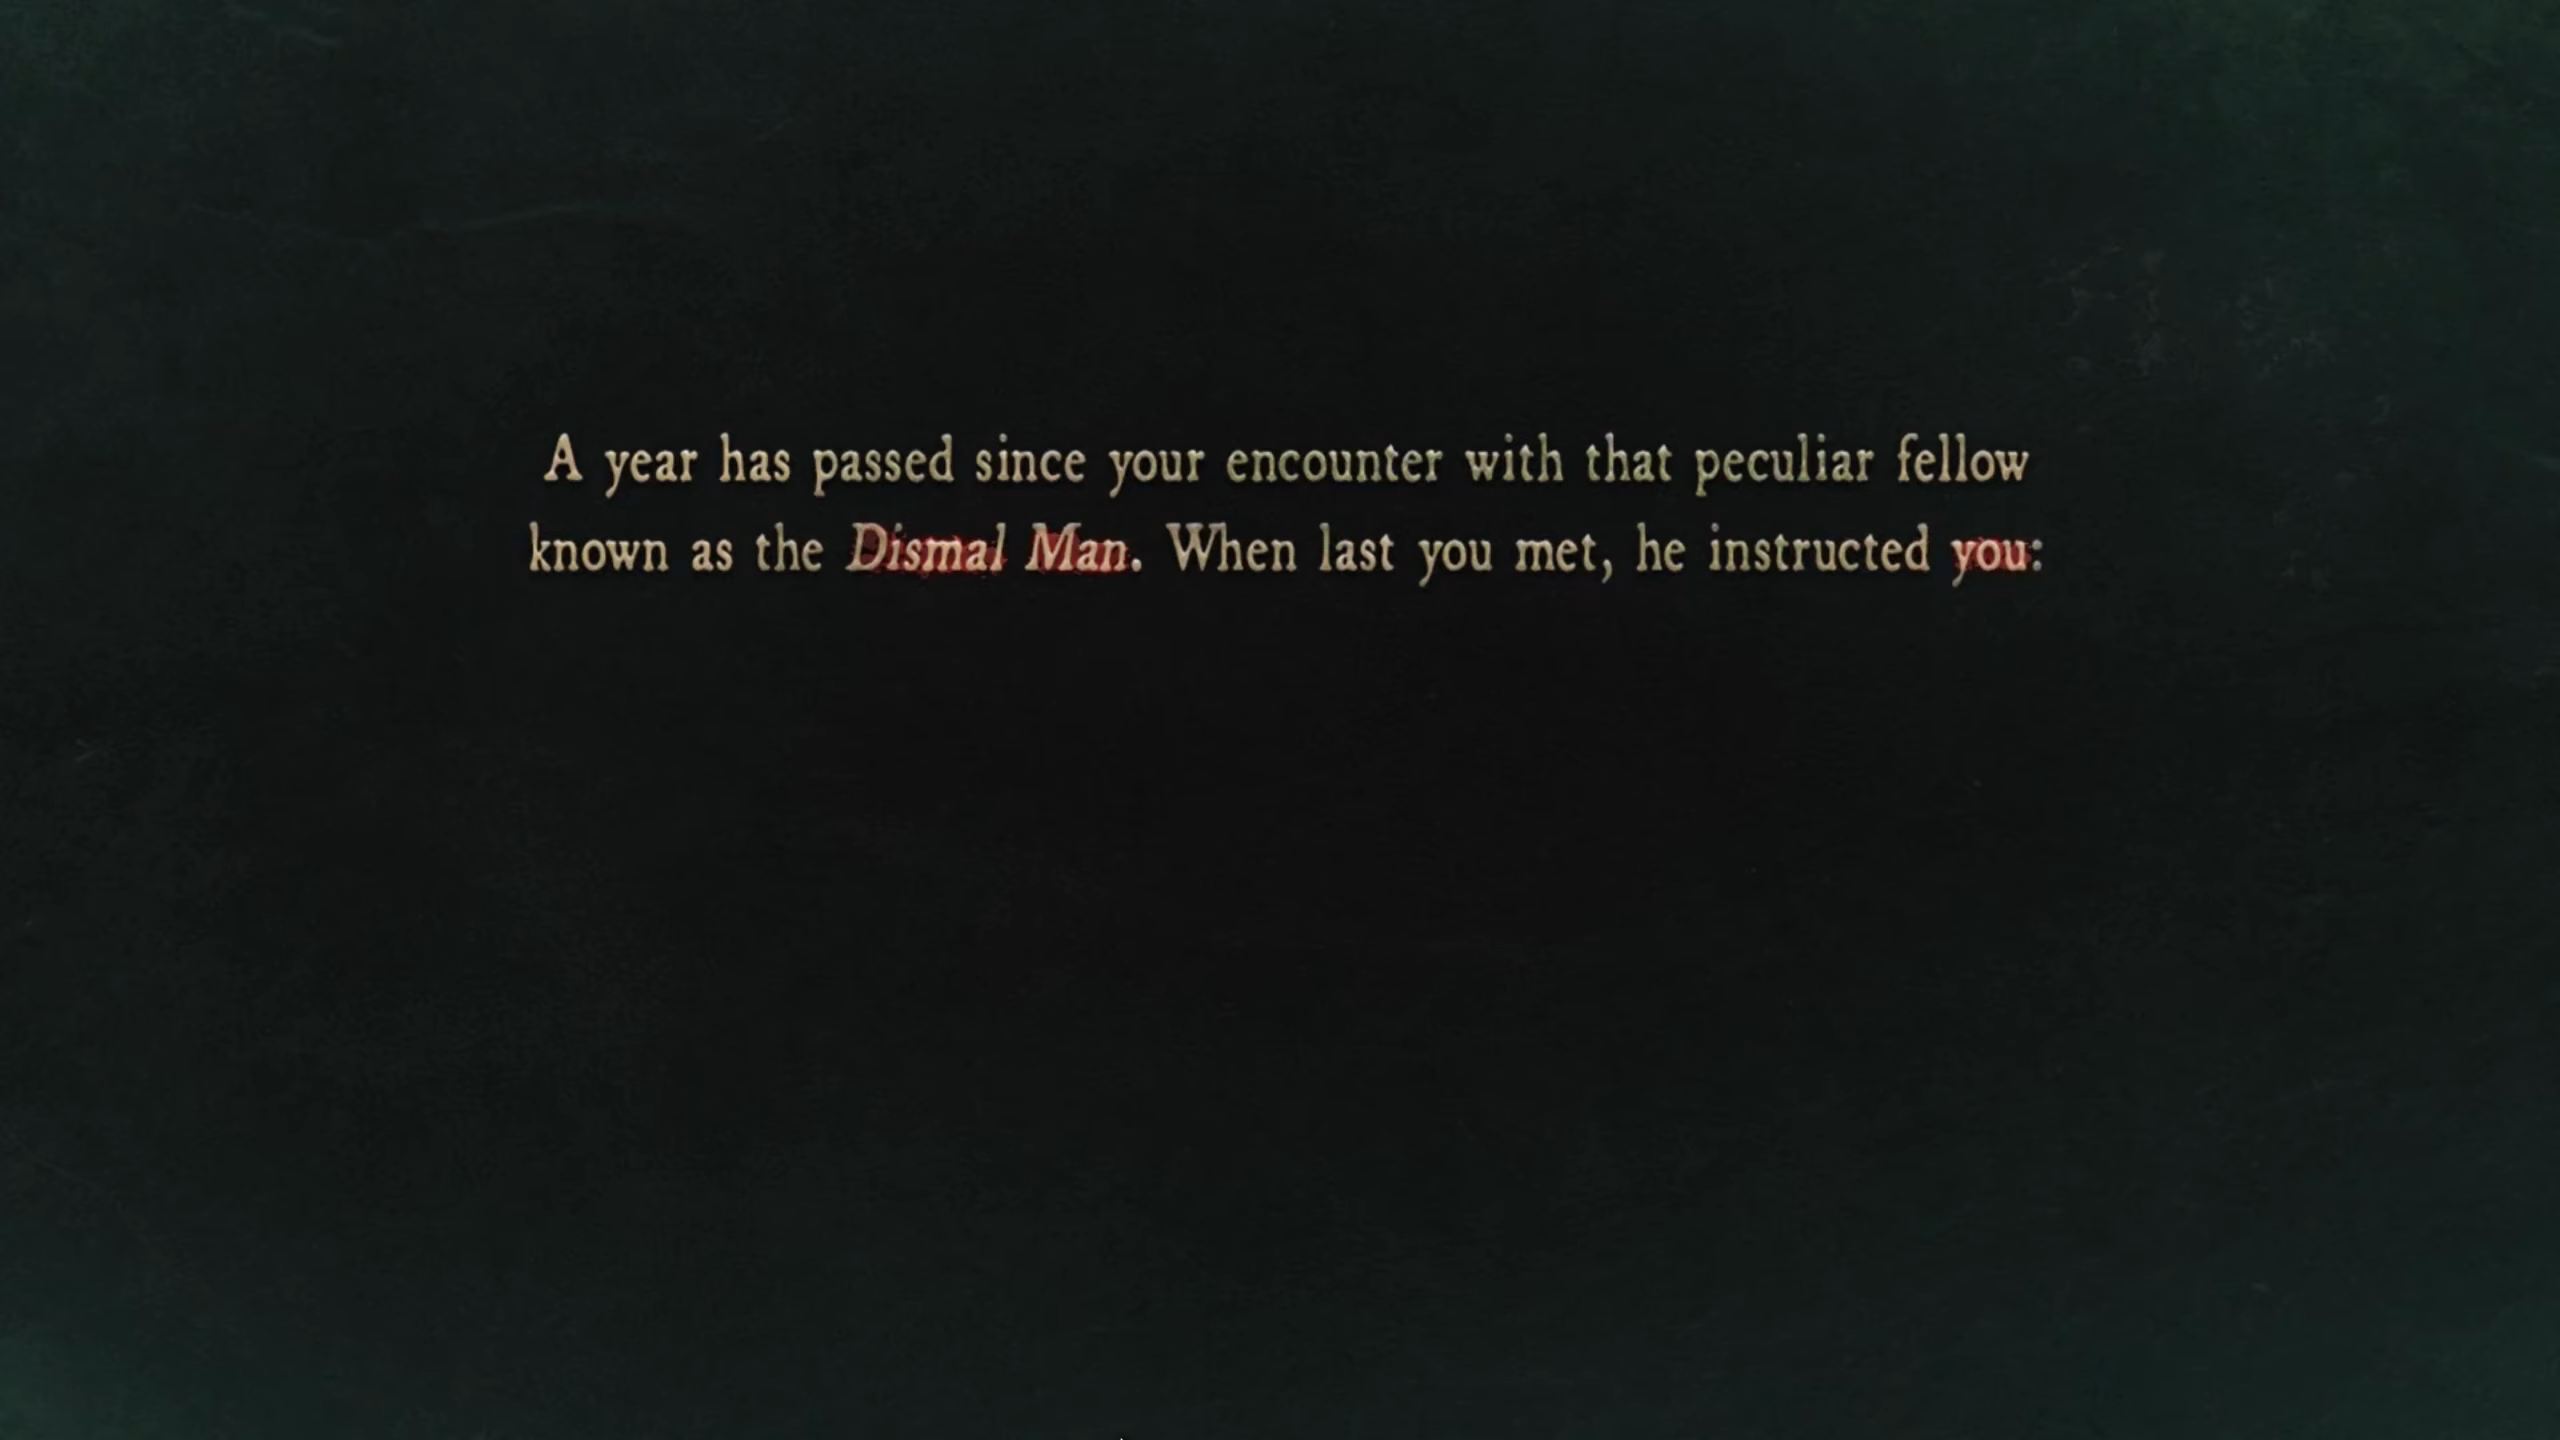 A year has passed since your encounter with that peculiar fellow
known as the Dismal Man. When last you met, he instructed you: